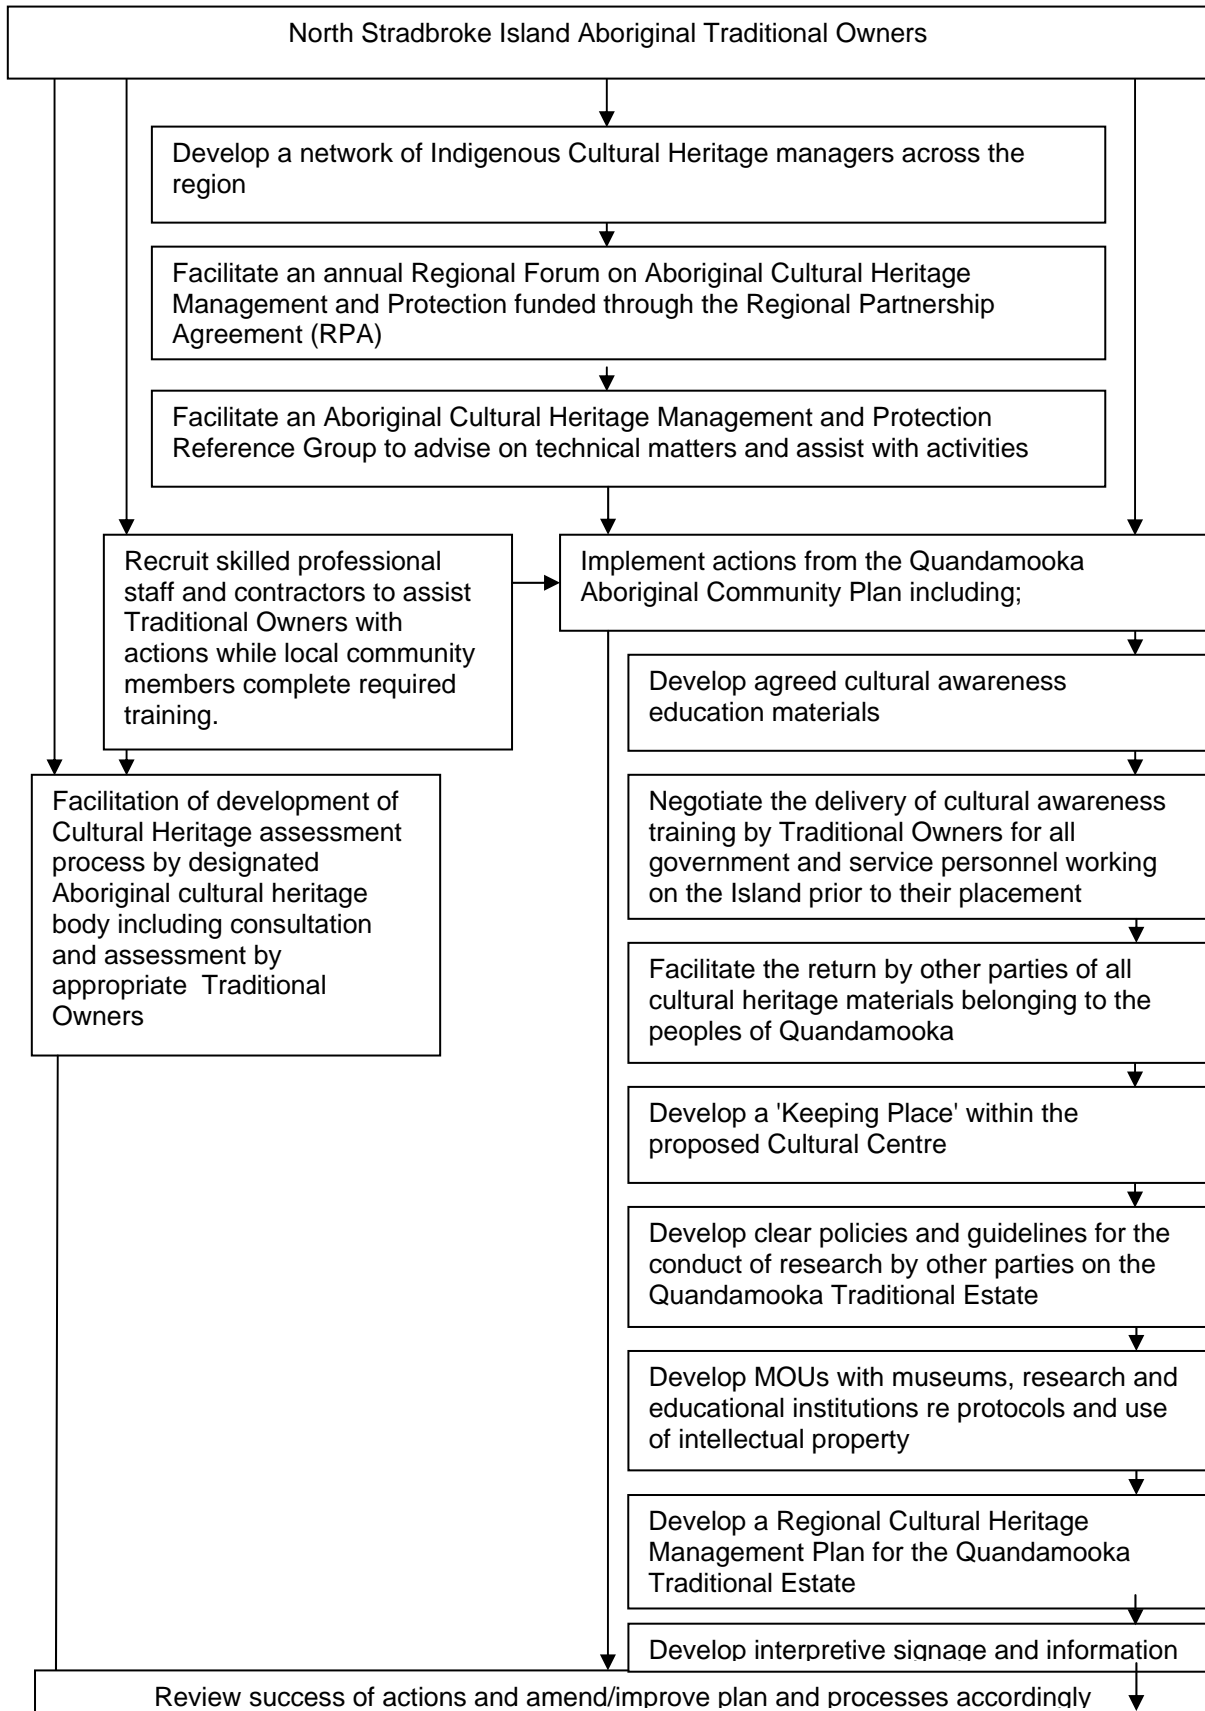 North Stradbroke Island Aboriginal Traditional Owners
Develop a network of Indigenous Cultural Heritage managers across the
region
Facilitate an annual Regional Forum on Aboriginal Cultural Heritage
Management and Protection funded through the Regional Partnership
Agreement (RPA)
Facilitate an Aboriginal Cultural Heritage Management and Protection
Reference Group to advise on technical matters and assist with activities
Recruit skilled professional
staff and contractors to assist
Traditional Owners with
actions while local community
members complete required
training.
Implement actions from the Quandamooka
Aboriginal Community Plan including;
Develop agreed cultural awareness
education materials
Facilitation of development of
Cultural Heritage assessment
process by designated
Aboriginal cultural heritage
body including consultation
and assessment by
appropriate Traditional
Owners
Negotiate the delivery of cultural awareness
training by Traditional Owners for all
government and service personnel working
on the Island prior to their placement
Facilitate the return by other parties of all
cultural heritage materials belonging to the
peoples of Quandamooka
Develop a 'Keeping Place' within the
proposed Cultural Centre
Develop clear policies and guidelines for the
conduct of research by other parties on the
Quandamooka Traditional Estate
Develop MOUs with museums, research and
educational institutions re protocols and use
of intellectual property
Develop a Regional Cultural Heritage
Management Plan for the Quandamooka
Traditional Estate
Develop interpretive signage and information
Review success of actions and amend/improve plan and processes accordingly